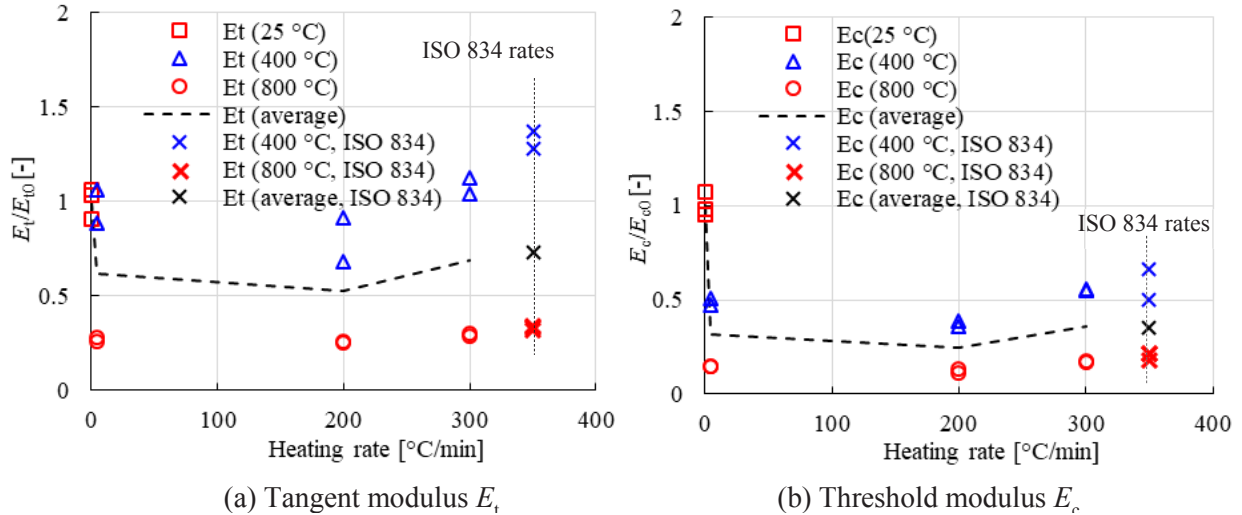 2
Et (25 °C)
Et (400 °C)
Et (800 °C)
Et (average)
Et (400 °C, ISO 834)
Et (800 °C, ISO 834)
Et (average, ISO 834)
ISO 834 rates
1.5
1
0.5
0
Et/Et0 [-]
0 100 200 300 400
Heating rate [°C/min]
(a) Tangent modulus Et
2
Ec(25 °C)
Ec (400 °C)
Ec (800 °C)
Ec (average)
Ec (400 °C, ISO 834)
Ec (800 °C, ISO 834)
Ec (average, ISO 834)
ISO 834 rates
1.5
1
0.5
0
Ec/Ec0 [-]
0 100 200 300 400
Heating rate [°C/min]
(b) Threshold modulus Ec